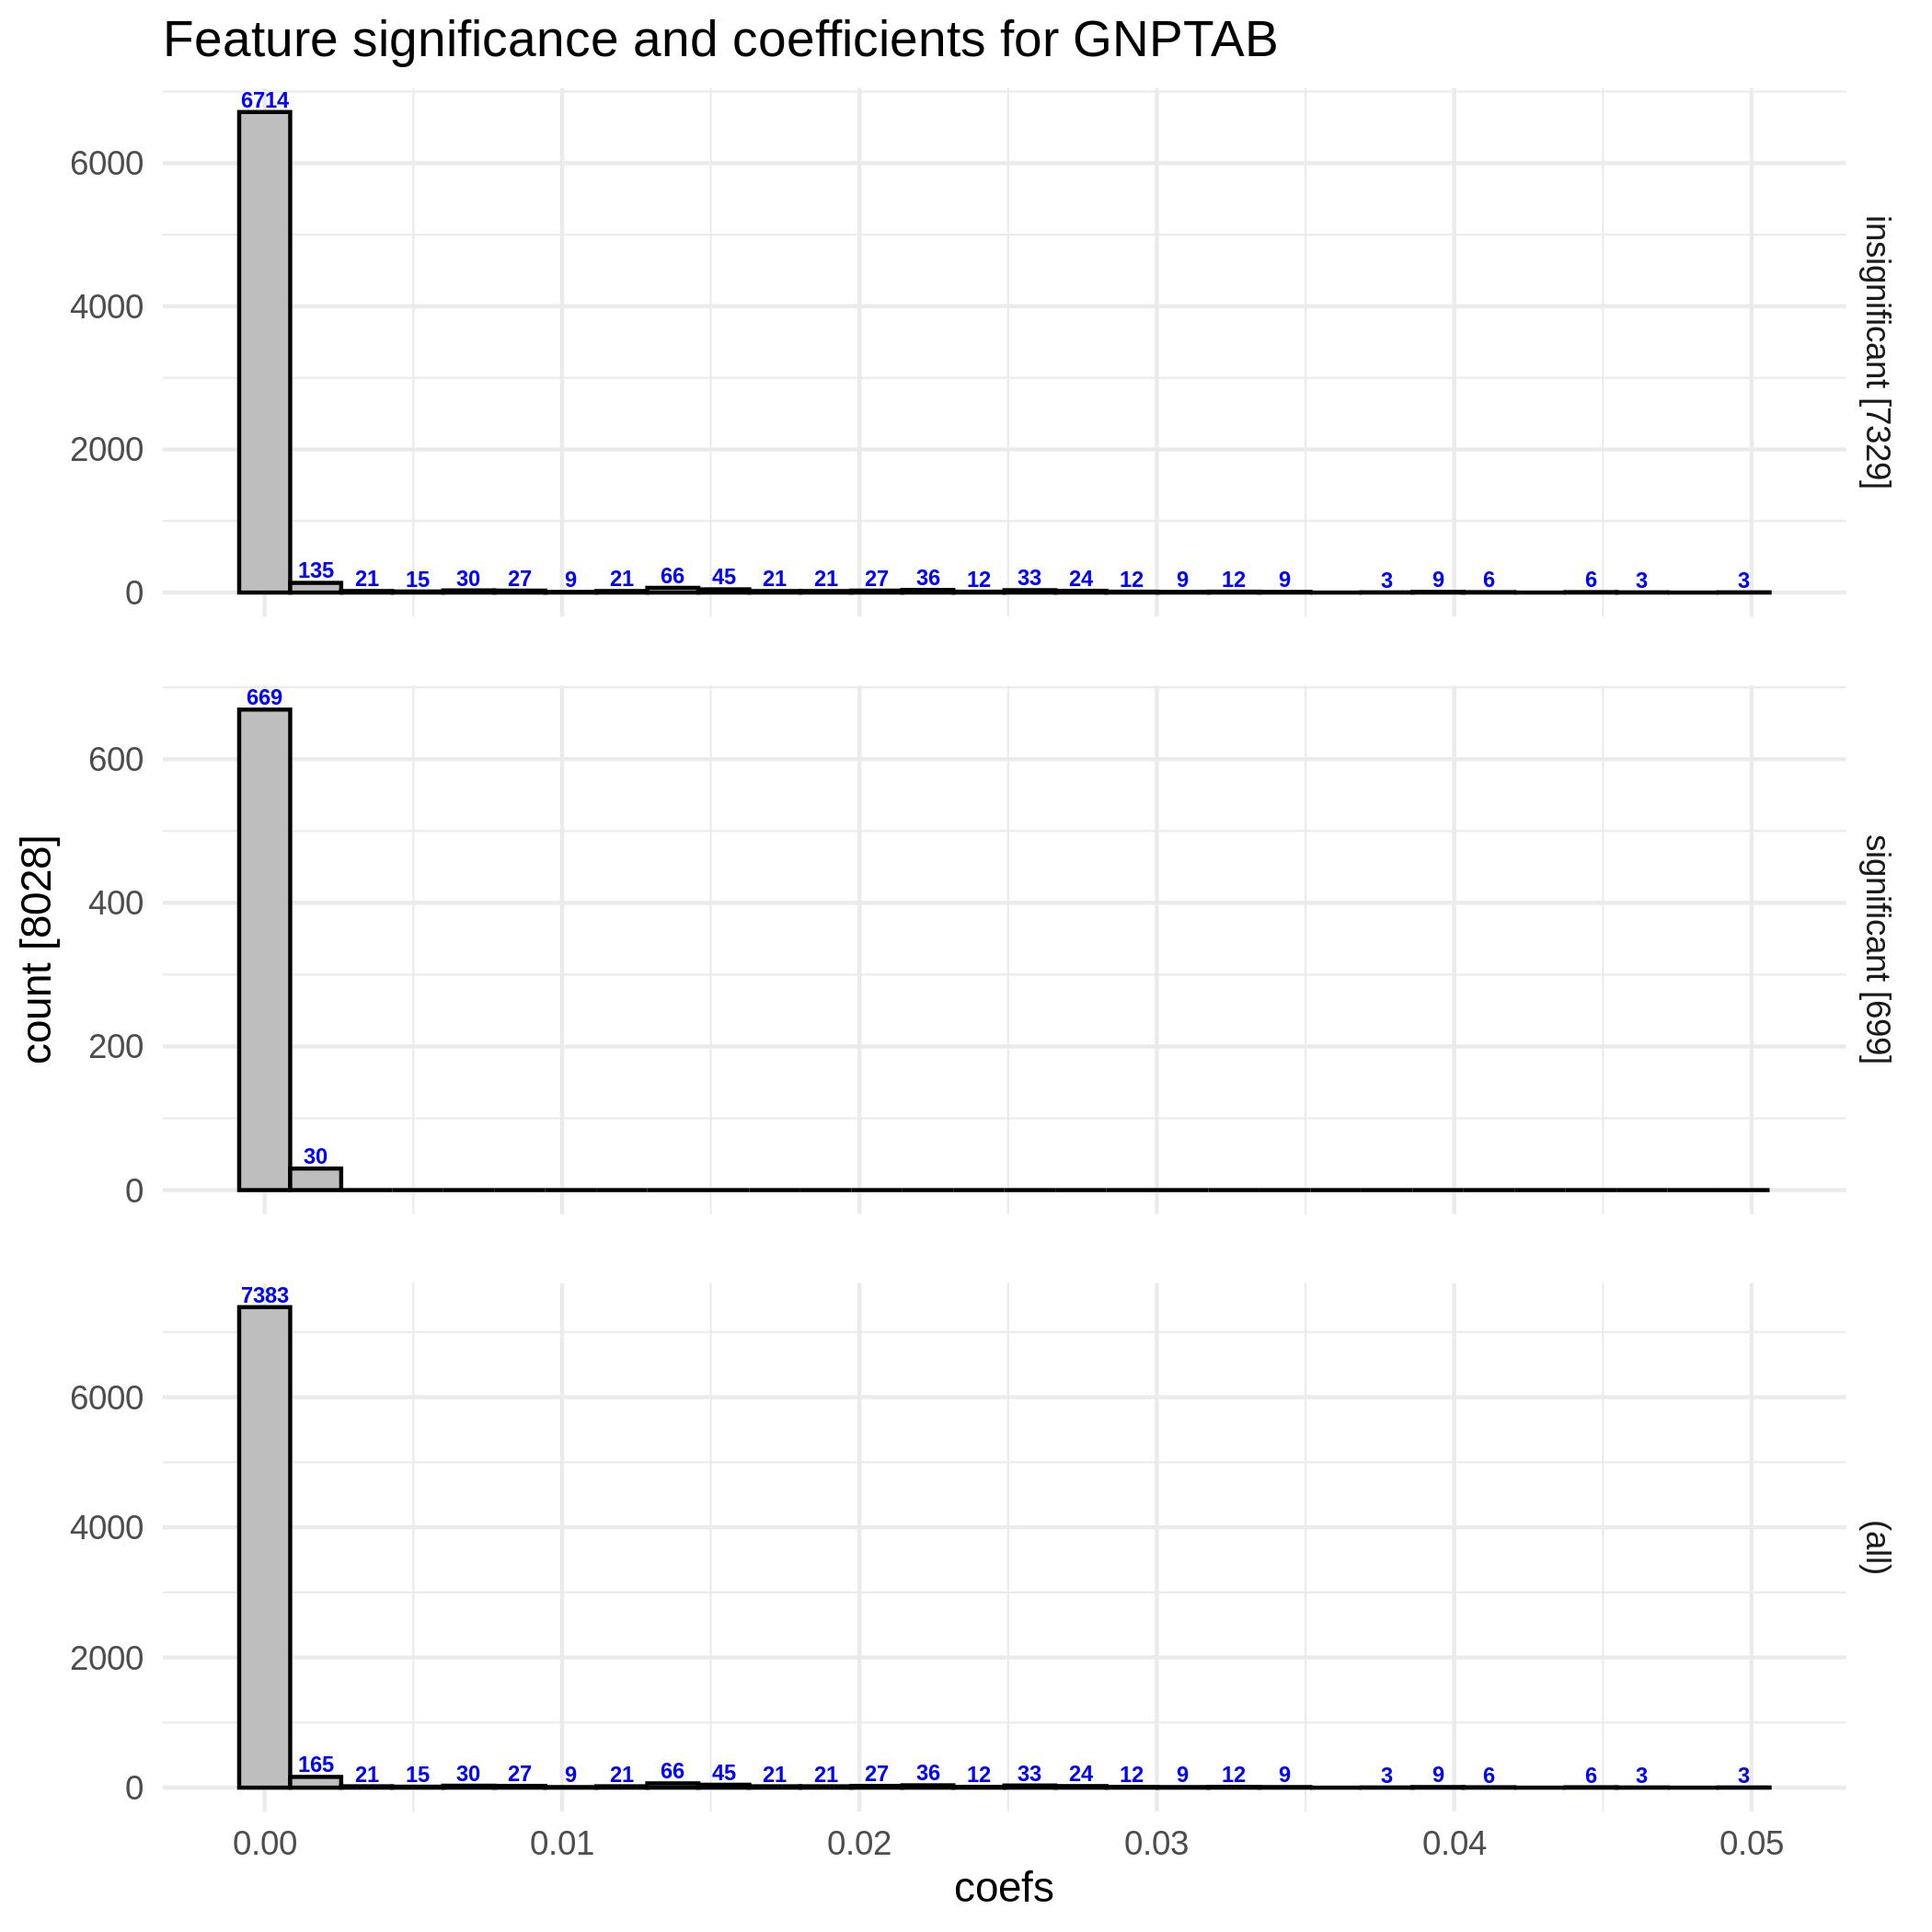 Feature significance and coefficients for GNPTAB
6714
6000
4000
2000
0
135 21 15 30 27 9 21 66 45 21 21 27 36 12 33 24 12 9 12 9 3 9 6 6 3 3
insignificant [7329]
669
600
400
200
0
30
significant [699]
count [8028]
7383
6000
4000
2000
0
165 21 15 30 27 9 21 66 45 21 21 27 36 12 33 24 12 9 12 9 3 9 6 6 3 3
(all)
0.00 0.01 0.02 0.03 0.04 0.05
coefs